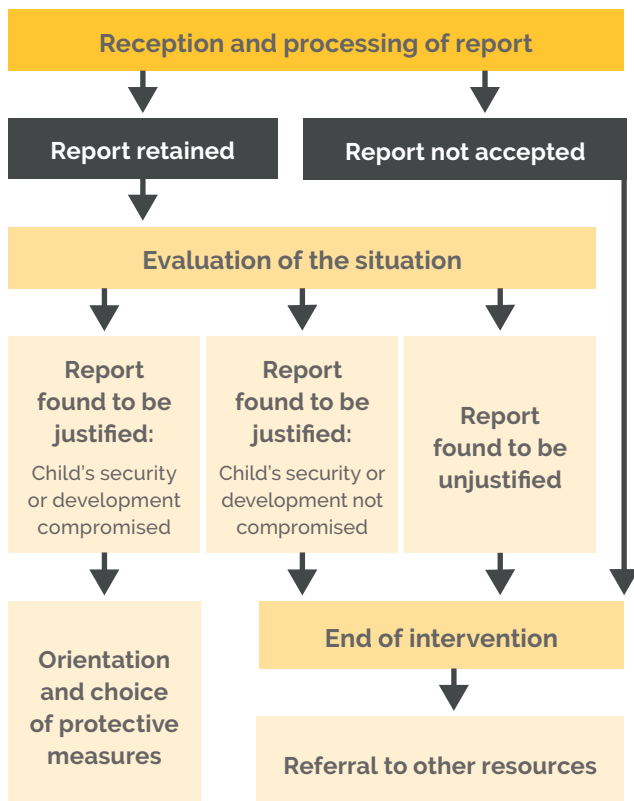 Reception and processing of report
Report retained
Report not accepted
Evaluation of the situation
Report
found to be
justified:
Child’s security
or development
compromised
Report
found to be
justified:
Child’s security or
development not
compromised
Report
found to be
unjustified
Orientation
and choice
of protective
measures
End of intervention
Referral to other resources